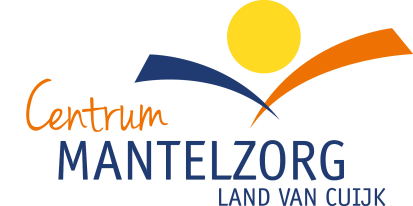 Centrum
MANTELZORG
LAND VAN CUIJK